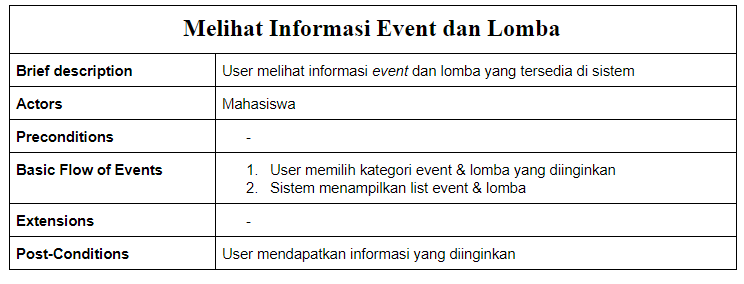 Melihat Informasi Event dan Lomba
Brief description User melihat informasi event dan lomba yang tersedia di sistem
Actors Mahasiswa
Preconditions -
Basic Flow of Events 1. User memilih kategori event & lomba yang diinginkan
2. Sistem menampilkan list event & lomba
Extensions -
Post-Conditions User mendapatkan informasi yang diinginkan